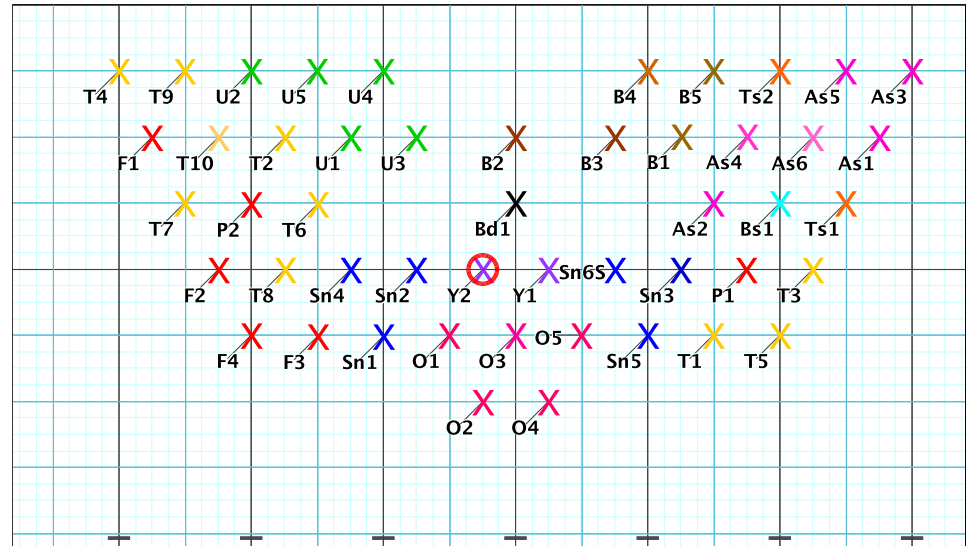 T4 T9 U2 U5 U4 B4 B5 Ts2 As5 As3
F1 T10 T2 U1 U3 B2 B3 B1 As4 As6 As1
T7 P2 T6 Bd1 As2 Bs1 Ts1
F2 T8 Sn4 Sn2 Y2 Y1 Sn6S Sn3 P1 T3
F4 F3 Sn1 O1 O3 O5 Sn5 T1 T5
O2 O4